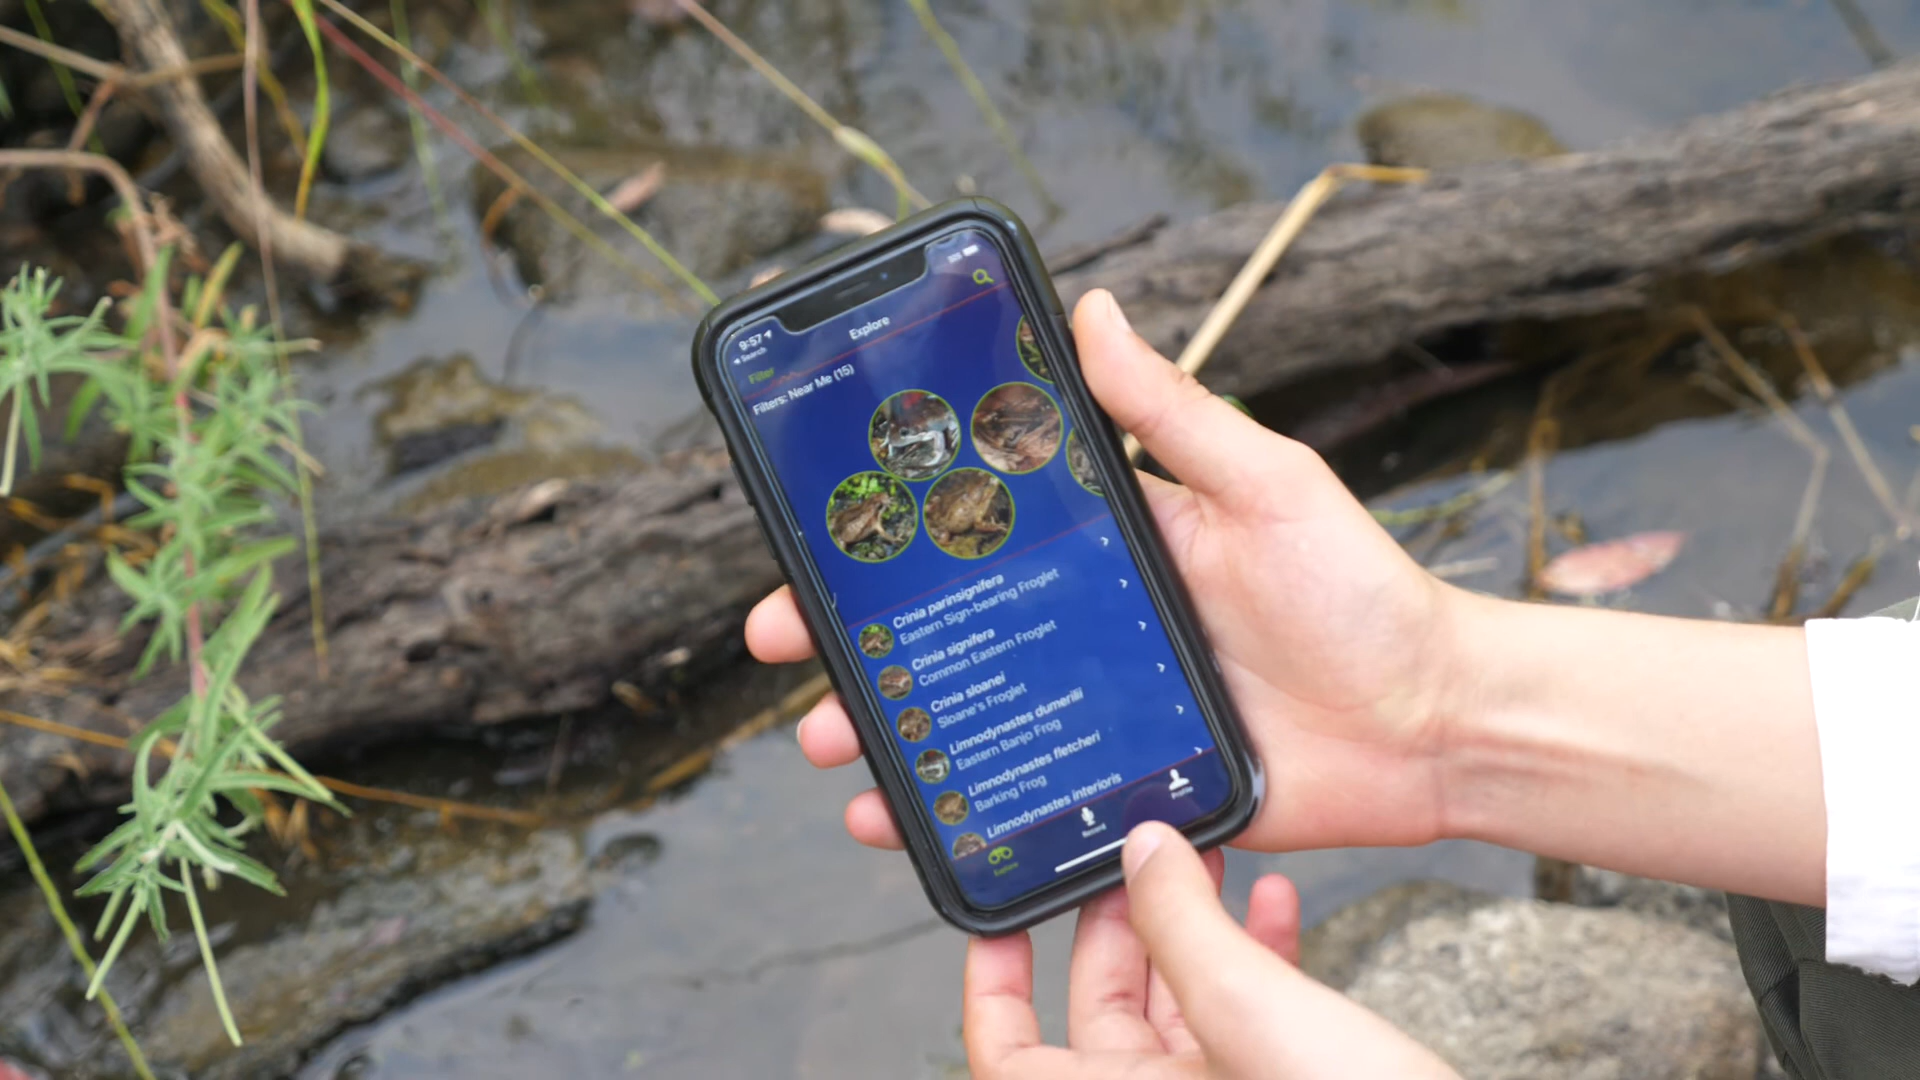 9:57
Search
Explore
Filter
Filters: Near Me (15)
Crinia parinsignifera
Eastern Sign-bearing Froglet
Crinia signifera
Common Eastern Froglet
Crinia sloanei
Sloane's Froglet
Limnodynastes dumerilii
Eastern Banjo Frog
Limnodynastes fletcheri
Barking Frog
Limnodynastes interioris
Explore
Record
Profile